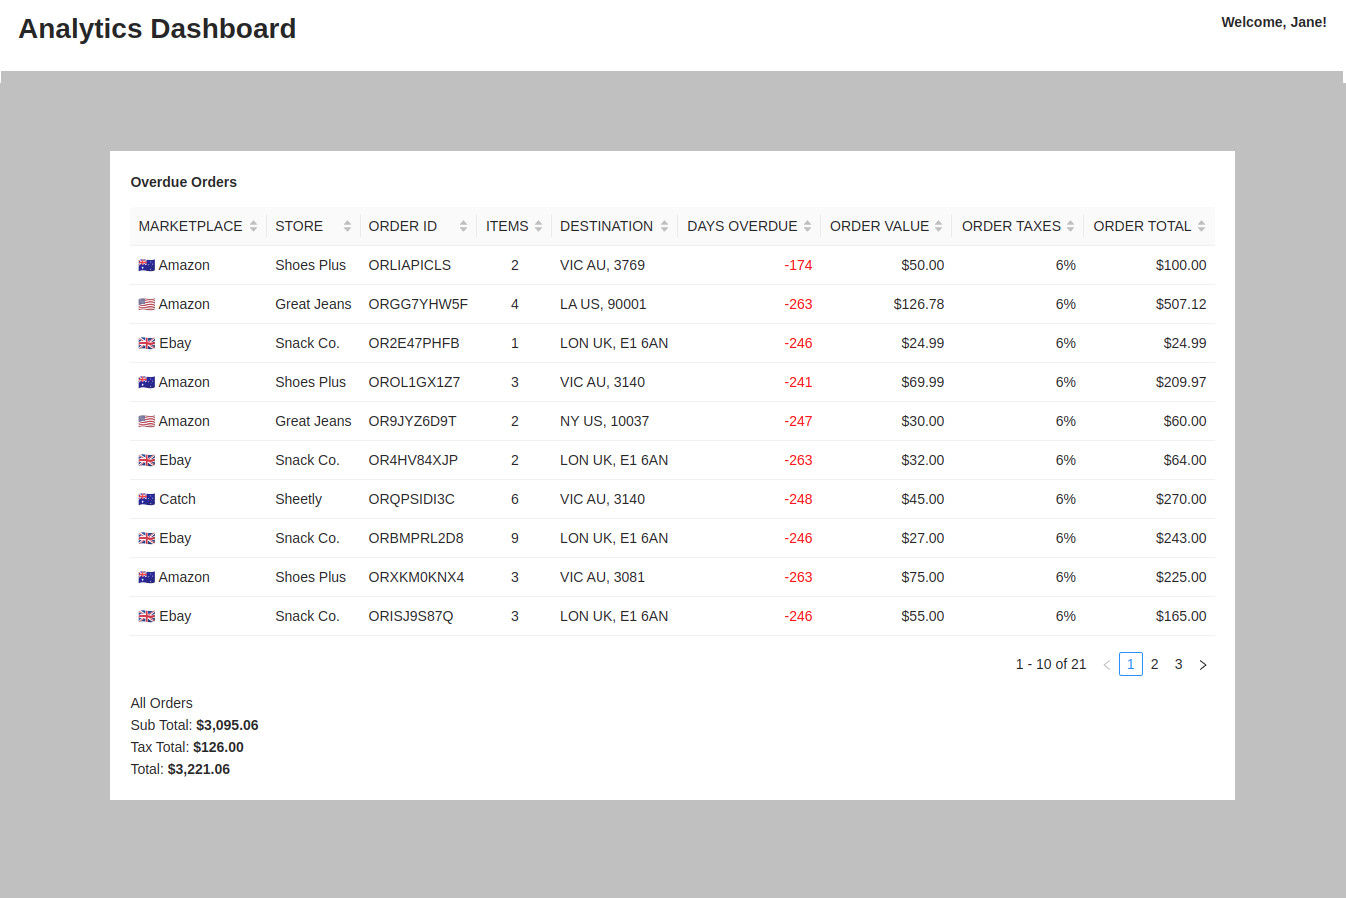 Analytics Dashboard
Welcome, Jane!
Overdue Orders
MARKETPLACE STORE ORDER ID ITEMS DESTINATION DAYS OVERDUE ORDER VALUE ORDER TAXES ORDER TOTAL
Amazon Shoes Plus ORLIAPICLS 2 VIC AU, 3769 -174 $50.00 6% $100.00
Amazon Great Jeans ORGG7YHW5F 4 LA US, 90001 -263 $126.78 6% $507.12
Ebay Snack Co. OR2E47PHFB 1 LON UK, E1 6AN -246 $24.99 6% $24.99
Amazon Shoes Plus OROL1GX1Z7 3 VIC AU, 3140 -241 $69.99 6% $209.97
Amazon Great Jeans OR9JYZ6D9T 2 NY US, 10037 -247 $30.00 6% $60.00
Ebay Snack Co. OR4HV84XJP 2 LON UK, E1 6AN -263 $32.00 6% $64.00
Catch Sheetly ORQPSIDI3C 6 VIC AU, 3140 -248 $45.00 6% $270.00
Ebay Snack Co. ORBMPRL2D8 9 LON UK, E1 6AN -246 $27.00 6% $243.00
Amazon Shoes Plus ORXKM0KNX4 3 VIC AU, 3081 -263 $75.00 6% $225.00
Ebay Snack Co. ORISJ9S87Q 3 LON UK, E1 6AN -246 $55.00 6% $165.00
1 - 10 of 21 < 1 2 3 >
All Orders
Sub Total: $3,095.06
Tax Total: $126.00
Total: $3,221.06